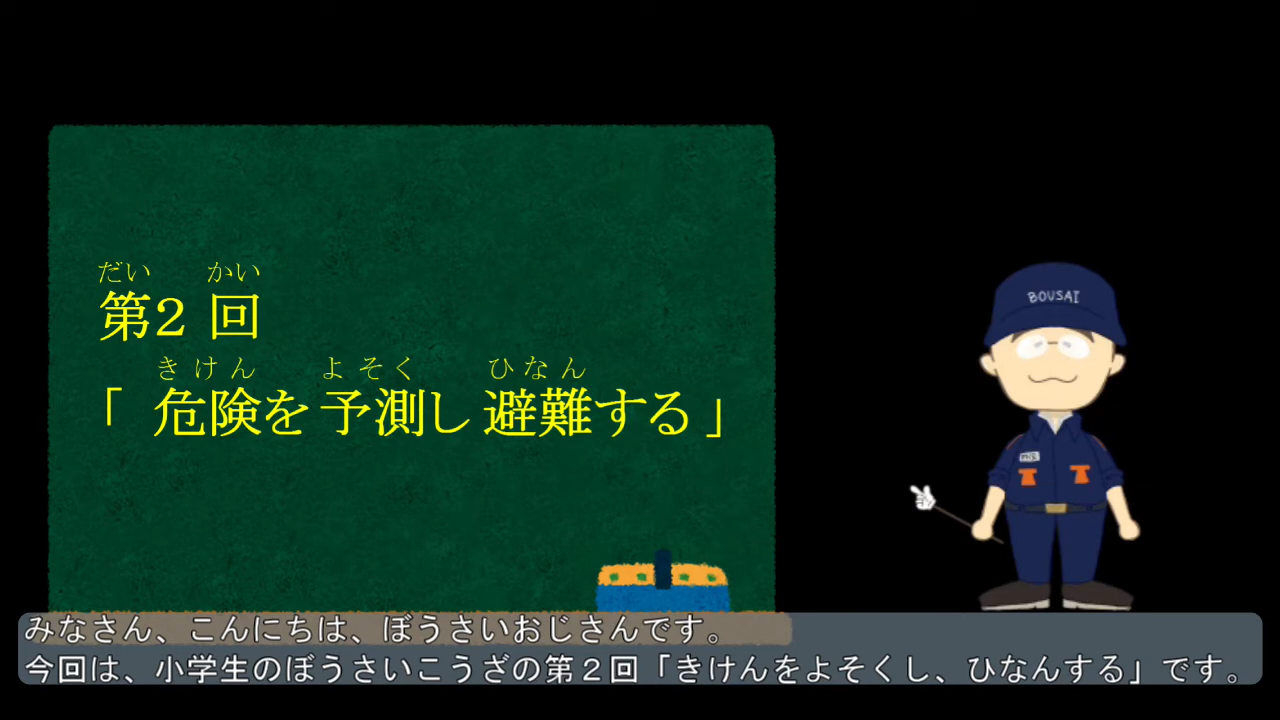 だい かい
第2 回
きけん よそく ひなん
「 危険を 予測し 避難する 」
BOUSAI
みなさん、こんにちは、ぼうさいおじさんです。
今回は、小学生のぼうさいこうざの第２回「きけんをよそくし、ひなんする」です。